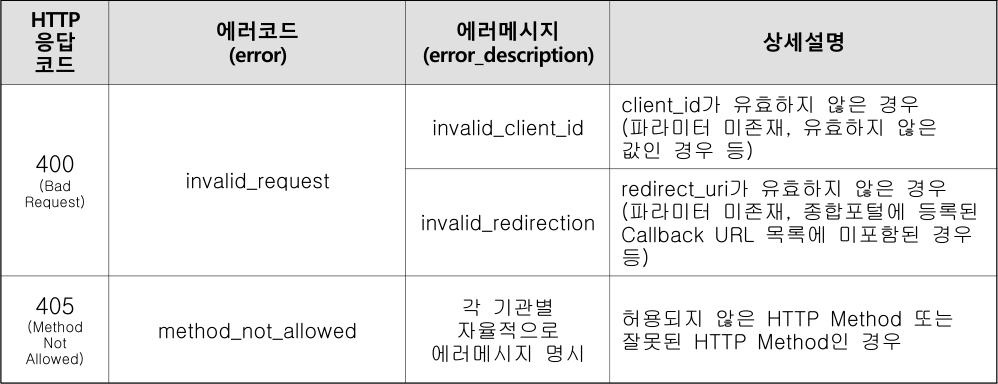 HTTP
응답
코드
에러코드
(error)
에러메시지
(error_description)
상세설명
400
(Bad
Request)
invalid_request
invalid_client_id
client_id가 유효하지 않은 경우
(파라미터 미존재, 유효하지 않은
값인 경우 등)
invalid_redirection
redirect_uri가 유효하지 않은 경우
(파라미터 미존재, 종합포털에 등록된
Callback URL 목록에 미포함된 경우
등)
405
(Method
Not
Allowed)
method_not_allowed
각 기관별
자율적으로
에러메시지 명시
허용되지 않은 HTTP Method 또는
잘못된 HTTP Method인 경우